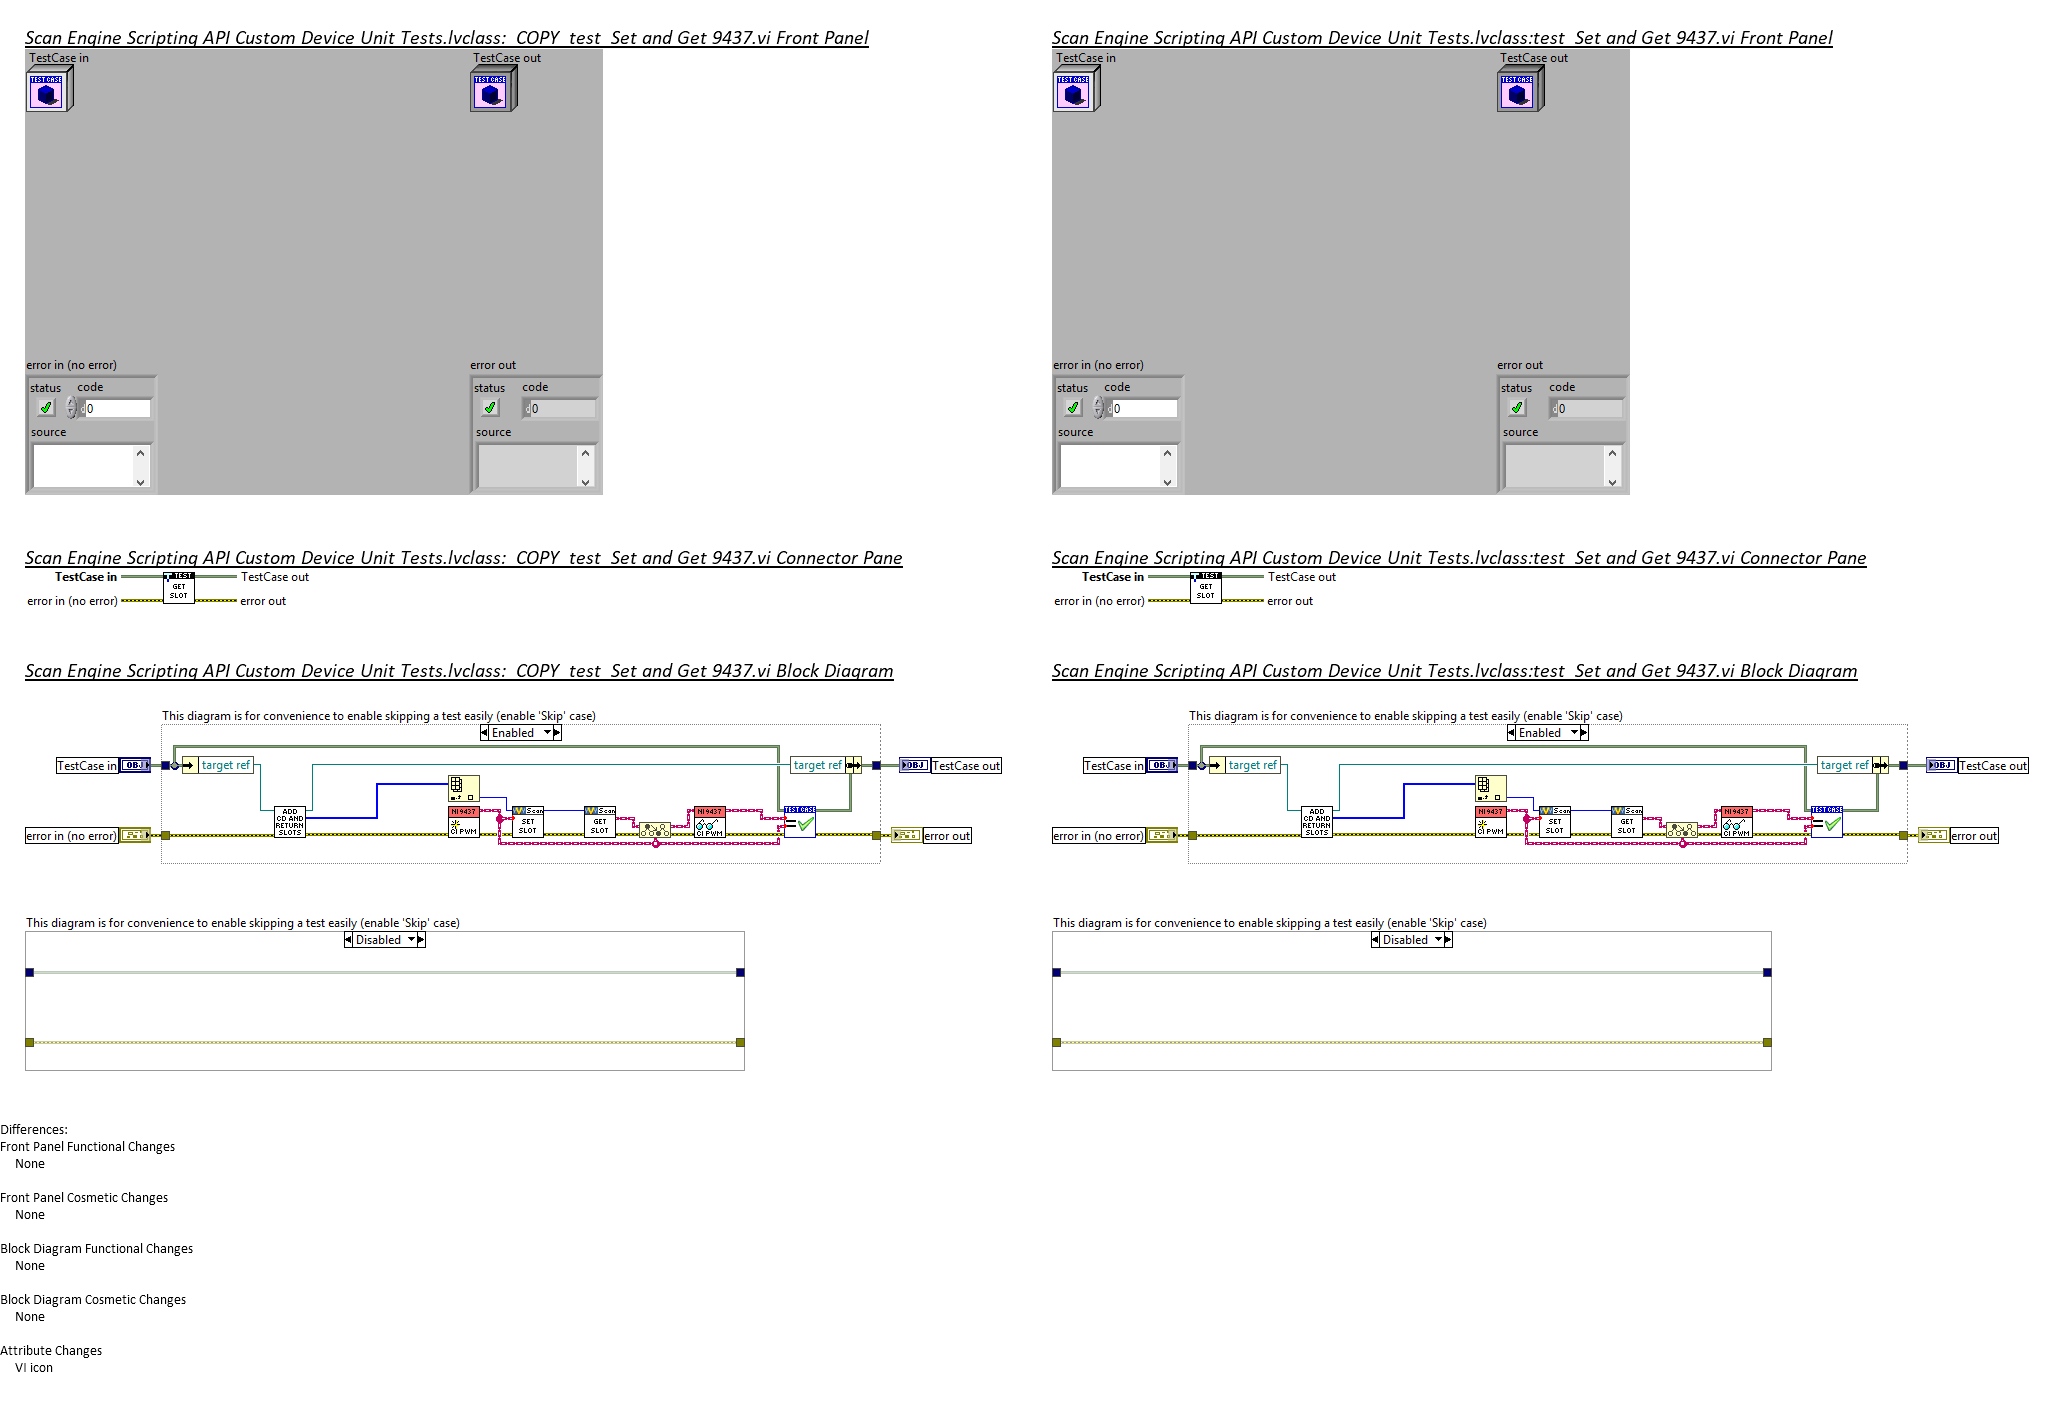 Scan Engine Scripting API Custom Device Unit Tests.lvclass:_COPY_test_Set and Get 9437.vi Front Panel
TestCase in
TEST CASE
TestCase out
TEST CASE
error in (no error)
status code
0
source
error out
status code
0
source
Scan Engine Scripting API Custom Device Unit Tests.lvclass:test_Set and Get 9437.vi Front Panel
TestCase in
TEST CASE
TestCase out
TEST CASE
error in (no error)
status code
0
source
error out
status code
0
source
Scan Engine Scripting API Custom Device Unit Tests.lvclass:_COPY_test_Set and Get 9437.vi Connector Pane
TestCase in
TEST
GET
SLOT
TestCase out
error in (no error)
error out
Scan Engine Scripting API Custom Device Unit Tests.lvclass:test_Set and Get 9437.vi Connector Pane
TestCase in
TEST
GET
SLOT
TestCase out
error in (no error)
error out
Scan Engine Scripting API Custom Device Unit Tests.lvclass:_COPY_test_Set and Get 9437.vi Block Diagram
This diagram is for convenience to enable skipping a test easily (enable 'Skip' case)
Enabled
TestCase in
OBJ
target ref
target ref
OBJ
TestCase out
ADD
CD AND
RETURN
SLOTS
NI 9437
CI PWM
Scan
SET
SLOT
Scan
GET
SLOT
NI 9437
CI PWM
TEST CASE
error in (no error)
error out
This diagram is for convenience to enable skipping a test easily (enable 'Skip' case)
Disabled
Scan Engine Scripting API Custom Device Unit Tests.lvclass:test_Set and Get 9437.vi Block Diagram
This diagram is for convenience to enable skipping a test easily (enable 'Skip' case)
Enabled
TestCase in
OBJ
target ref
target ref
OBJ
TestCase out
ADD
CD AND
RETURN
SLOTS
NI 9437
CI PWM
Scan
SET
SLOT
Scan
GET
SLOT
NI 9437
CI PWM
TEST CASE
error in (no error)
error out
This diagram is for convenience to enable skipping a test easily (enable 'Skip' case)
Disabled
Differences:
Front Panel Functional Changes
None
Front Panel Cosmetic Changes
None
Block Diagram Functional Changes
None
Block Diagram Cosmetic Changes
None
Attribute Changes
VI icon